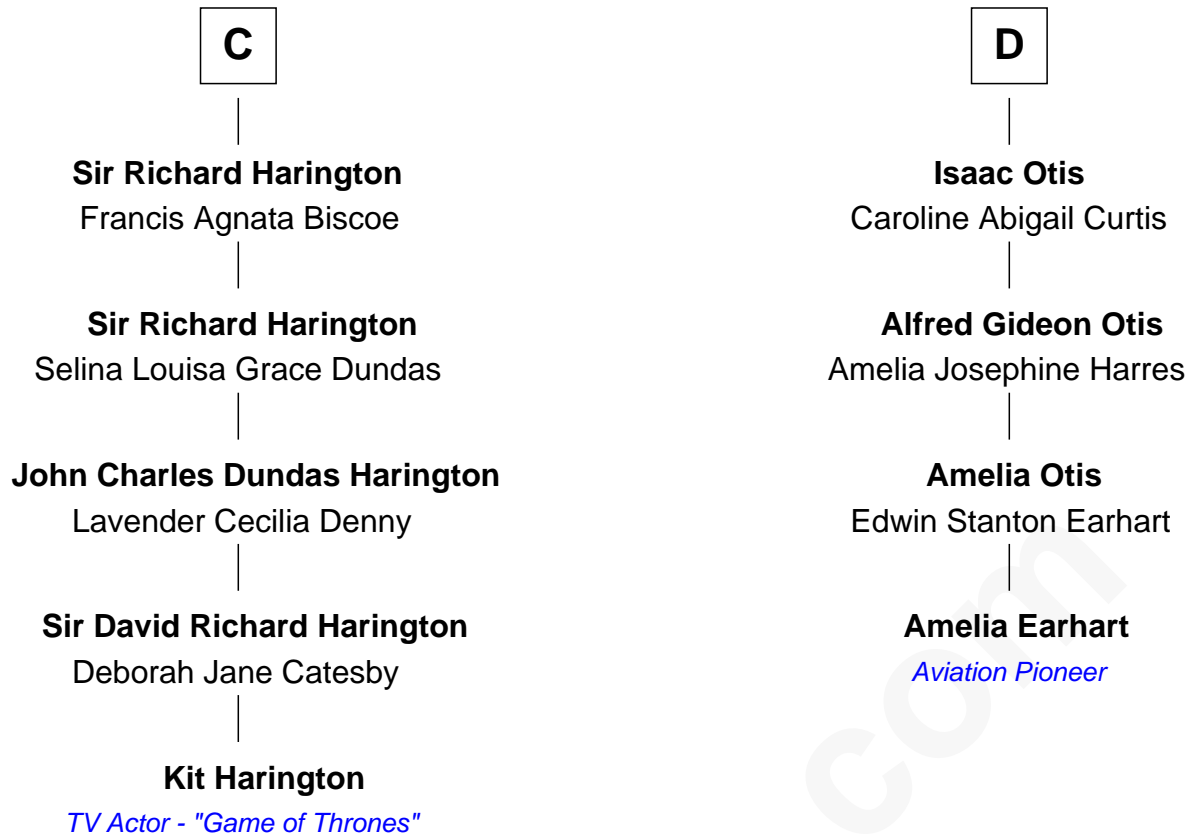 C
Sir Richard Harington
Francis Agnata Biscoe
Sir Richard Harington
Selina Louisa Grace Dundas
John Charles Dundas Harington
Lavender Cecilia Denny
Sir David Richard Harington
Deborah Jane Catesby
Kit Harington
TV Actor - "Game of Thrones"
D
Isaac Otis
Caroline Abigail Curtis
Alfred Gideon Otis
Amelia Josephine Harres
Amelia Otis
Edwin Stanton Earhart
Amelia Earhart
Aviation Pioneer
com